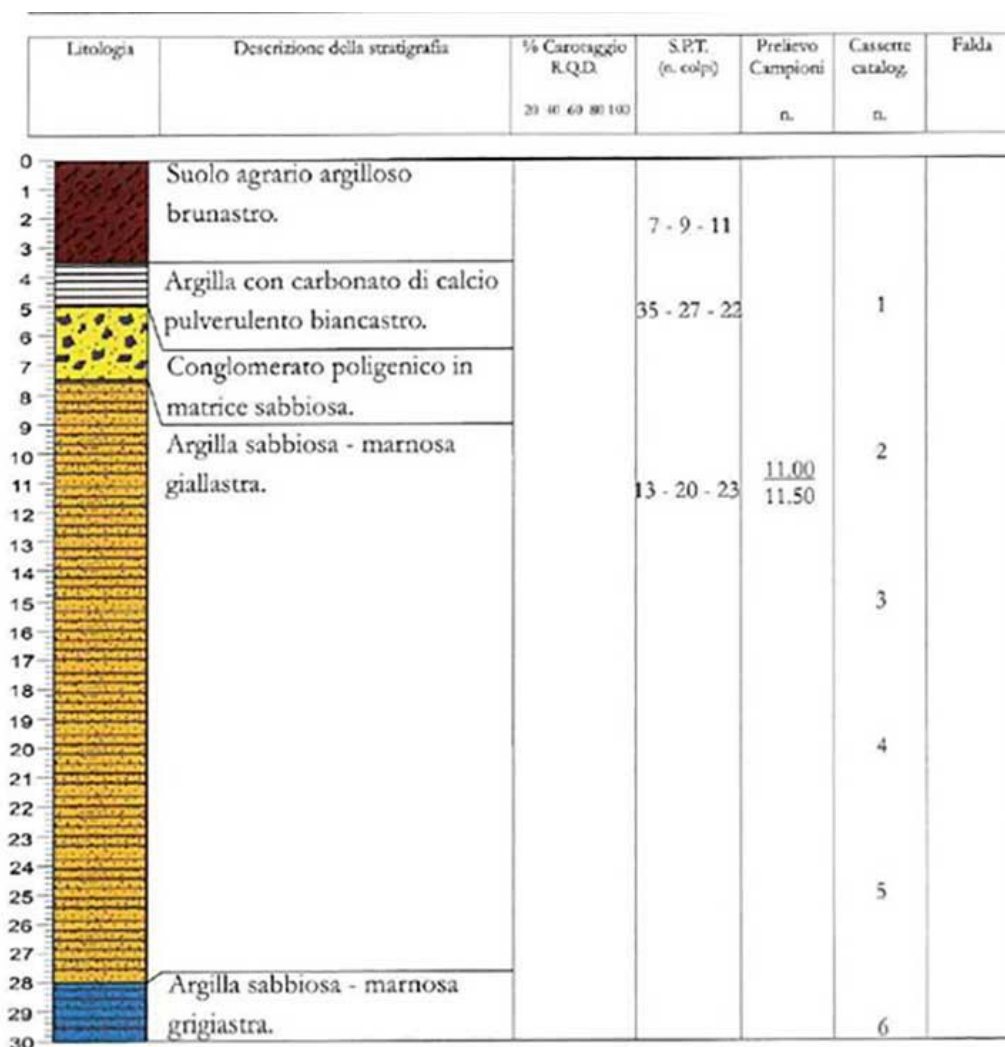 Litologia
Descrizione della stratigrafia
% Carotaggio
R.Q.D.
20 40 60 80 100
S.P.T.
(n. colpi)
Prelievo
Campioni
n.
Cassette
catalog.
n.
Falda
0
1
2
3
4
5
6
7
8
9
10
11
12
13
14
15
16
17
18
19
20
21
22
23
24
25
26
27
28
29
30
Suolo agrario argilloso
brunastro.
Argilla con carbonato di calcio
pulverulento biancastro.
Conglomerato poligenico in
matrice sabbiosa.
Argilla sabbiosa - marnosa
giallastra.
Argilla sabbiosa - marnosa
grigiastra.
7 - 9 - 11
35 - 27 - 22
13 - 20 - 23
11.00
11.50
1
2
3
4
5
6